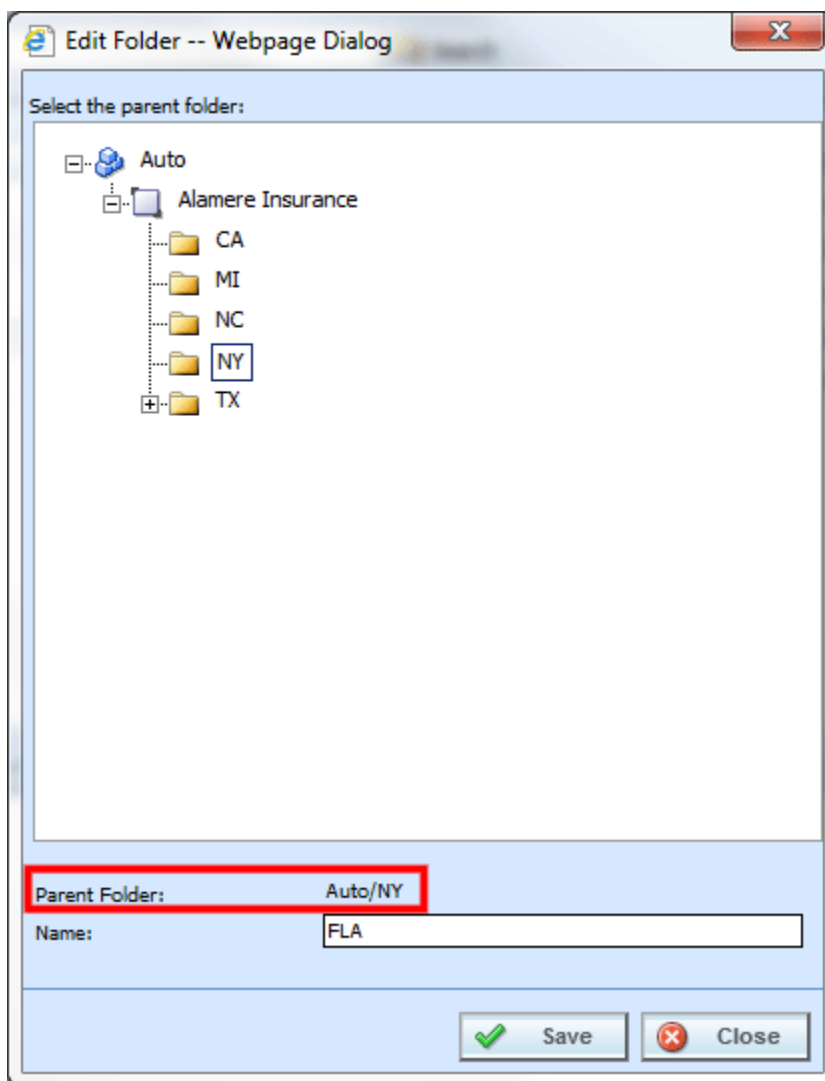 Edit Folder -- Webpage Dialog
Select the parent folder:
Auto
Alamere Insurance
CA
MI
NC
NY
TX
Parent Folder: Auto/NY
Name: FLA
Save Close